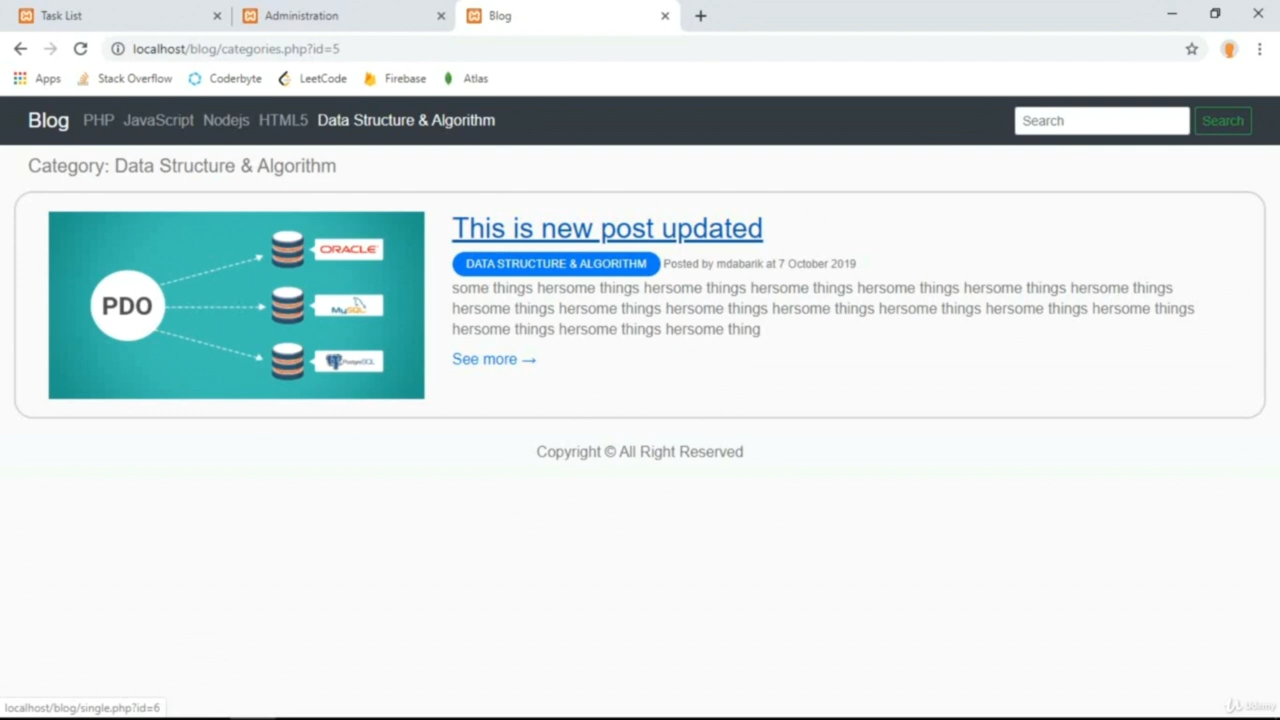 Task List
Administration
Blog
localhost/blog/categories.php?id=5
Apps
Stack Overflow
Coderbyte
LeetCode
Firebase
Atlas
Blog PHP JavaScript Nodejs HTML5 Data Structure & Algorithm
Search
Search
Category: Data Structure & Algorithm
PDO
ORACLE
MySQL
PostgreSQL
This is new post updated
DATA STRUCTURE & ALGORITHM Posted by mdabarik at 7 October 2019
some things hersome things hersome things hersome things hersome things hersome things hersome things
hersome things hersome things hersome things hersome things hersome things hersome things hersome things
hersome things hersome things hersome thing
See more →
Copyright © All Right Reserved
localhost/blog/single.php?id=6
Udemy